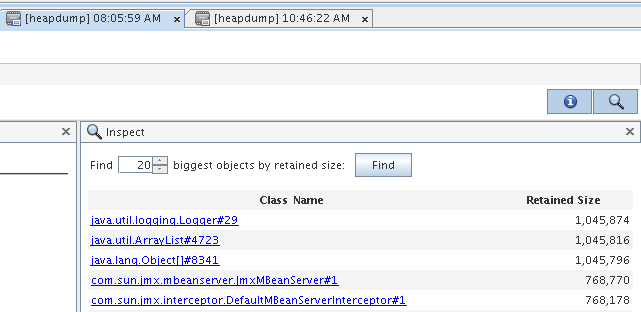 [heapdump] 08:05:59 AM [heapdump] 10:46:22 AM
Inspect
Find 20 biggest objects by retained size: Find
Class Name Retained Size
java.util.logging.Logger#29 1,045,874
java.util.ArrayList#4723 1,045,816
java.lang.Object[]#8341 1,045,796
com.sun.jmx.mbeanserver.JmxMBeanServer#1 768,770
com.sun.jmx.interceptor.DefaultMBeanServerInterceptor#1 768,178